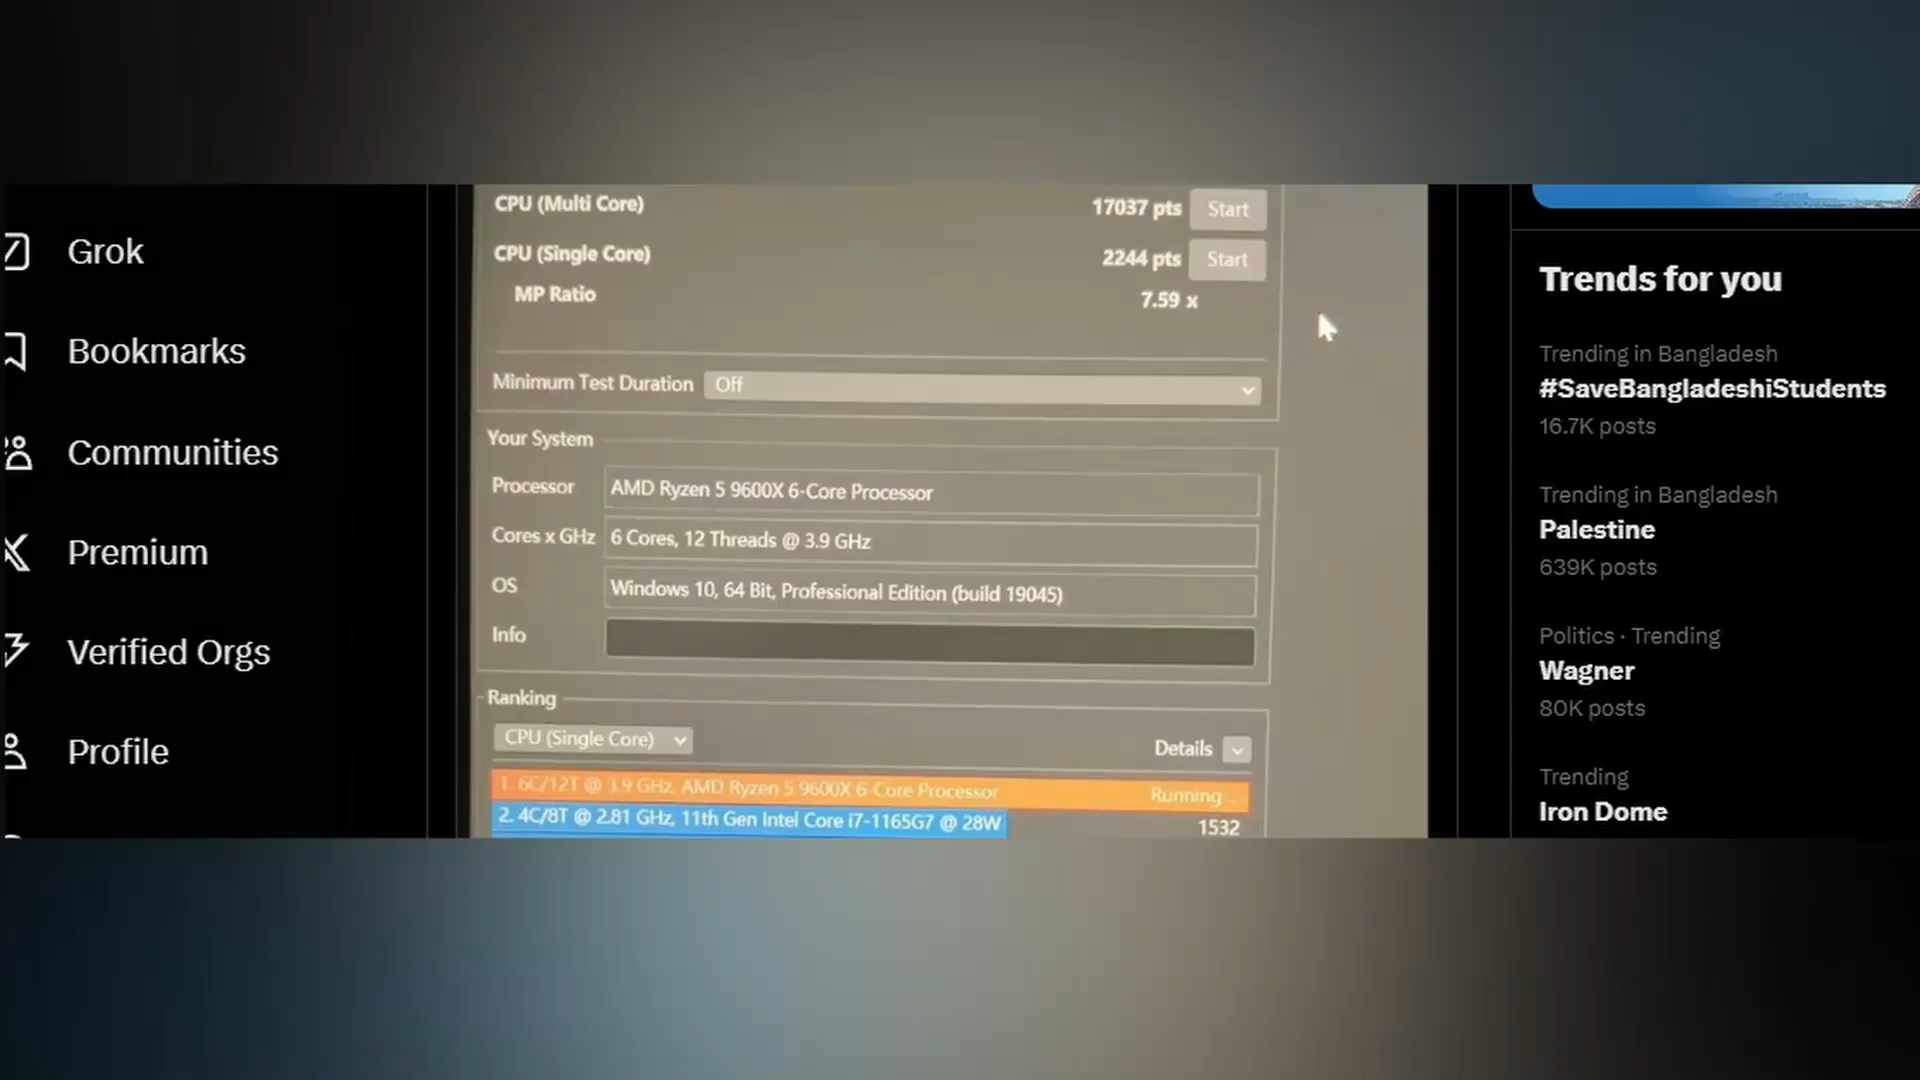 Grok
Bookmarks
Communities
Premium
Verified Orgs
Profile
CPU (Multi Core) 17037 pts Start
CPU (Single Core) 2244 pts Start
MP Ratio 7.59 x
Minimum Test Duration Off
Your System
Processor AMD Ryzen 5 9600X 6-Core Processor
Cores x GHz 6 Cores, 12 Threads @ 3.9 GHz
OS Windows 10, 64 Bit, Professional Edition (build 19045)
Info
Ranking
CPU (Single Core) Details
1. 6C/12T @ 3.9 GHz, AMD Ryzen 5 9600X 6-Core Processor Running...
2. 4C/8T @ 2.81 GHz, 11th Gen Intel Core i7-1165G7 @ 28W 1532
Trends for you
Trending in Bangladesh
#SaveBangladeshiStudents
16.7K posts
Trending in Bangladesh
Palestine
639K posts
Politics · Trending
Wagner
80K posts
Trending
Iron Dome